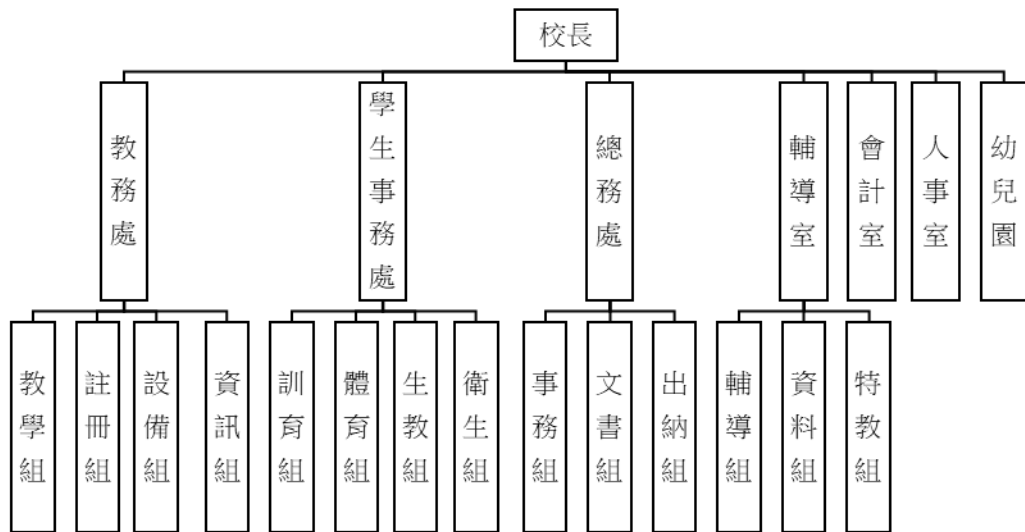 校長
教務處
學生事務處
總務處
輔導室
會計室
人事室
幼兒園
教學組
註冊組
設備組
資訊組
訓育組
體育組
生教組
衛生組
事務組
文書組
出納組
輔導組
資料組
特教組